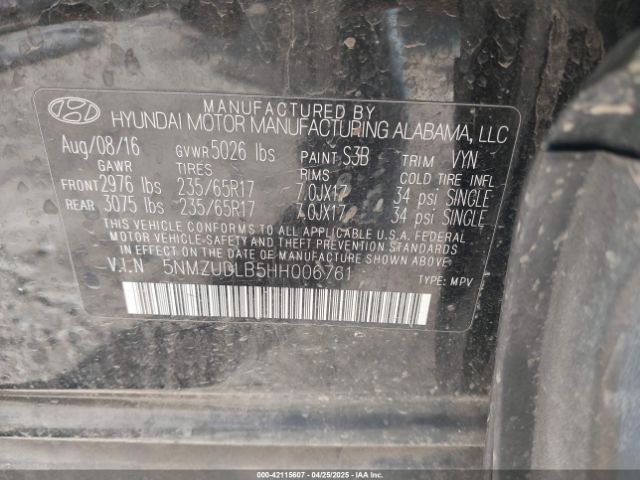 MANUFACTURED BY
HYUNDAI MOTOR MANUFACTURING ALABAMA, LLC
Aug/08/16 GVWR 5026 lbs PAINT S3B TRIM VYN
GAWR TIRES RIMS COLD TIRE INFL
FRONT 2976 lbs 235/65R17 7.0JX17 34 psi SINGLE
REAR 3075 lbs 235/65R17 7.0JX17 34 psi SINGLE
THIS VEHICLE CONFORMS TO ALL APPLICABLE U.S.A. FEDERAL
MOTOR VEHICLE SAFETY AND THEFT PREVENTION STANDARDS
IN EFFECT ON THE DATE OF MANUFACTURE SHOWN ABOVE.
V.I.N 5NMZUDLB5HH006761
TYPE: MPV
000-42115607 - 04/25/2025 - IAAI.COM